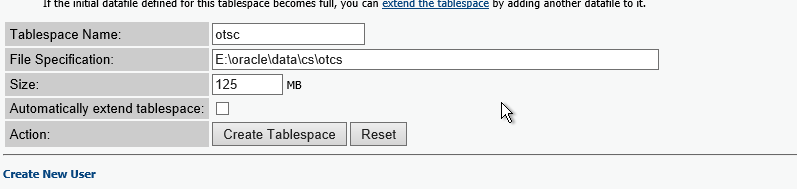 If the initial datafile defined for this tablespace becomes full, you can extend the tablespace by adding another datafile to it.
Tablespace Name: otsc
File Specification: E:\oracle\data\cs\otcs
Size: 125 MB
Automatically extend tablespace:
Action: Create Tablespace Reset
Create New User